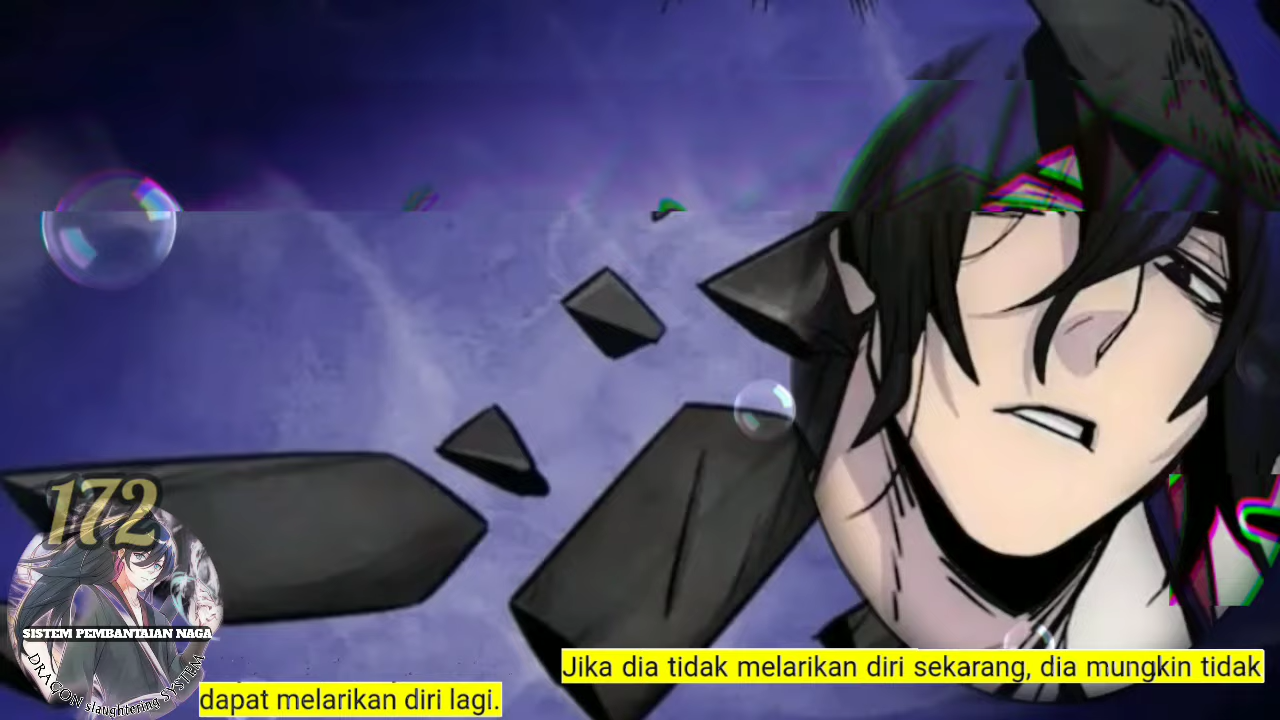 172
SISTEM PEMBANTAIAN NAGA
DRAGON slaughtering SYSTEM
Jika dia tidak melarikan diri sekarang, dia mungkin tidak
dapat melarikan diri lagi.